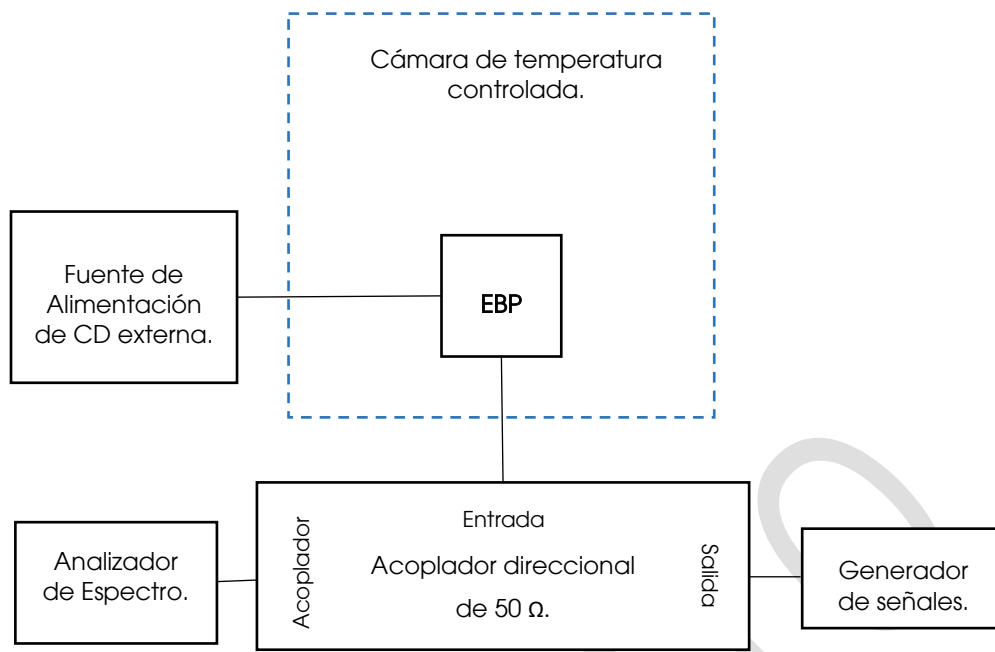 Cámara de temperatura
controlada.
Fuente de
Alimentación
de CD externa.
EBP
Acoplador
Entrada
Acoplador direccional
de 50 Ω.
Salida
Analizador
de Espectro.
Generador
de señales.